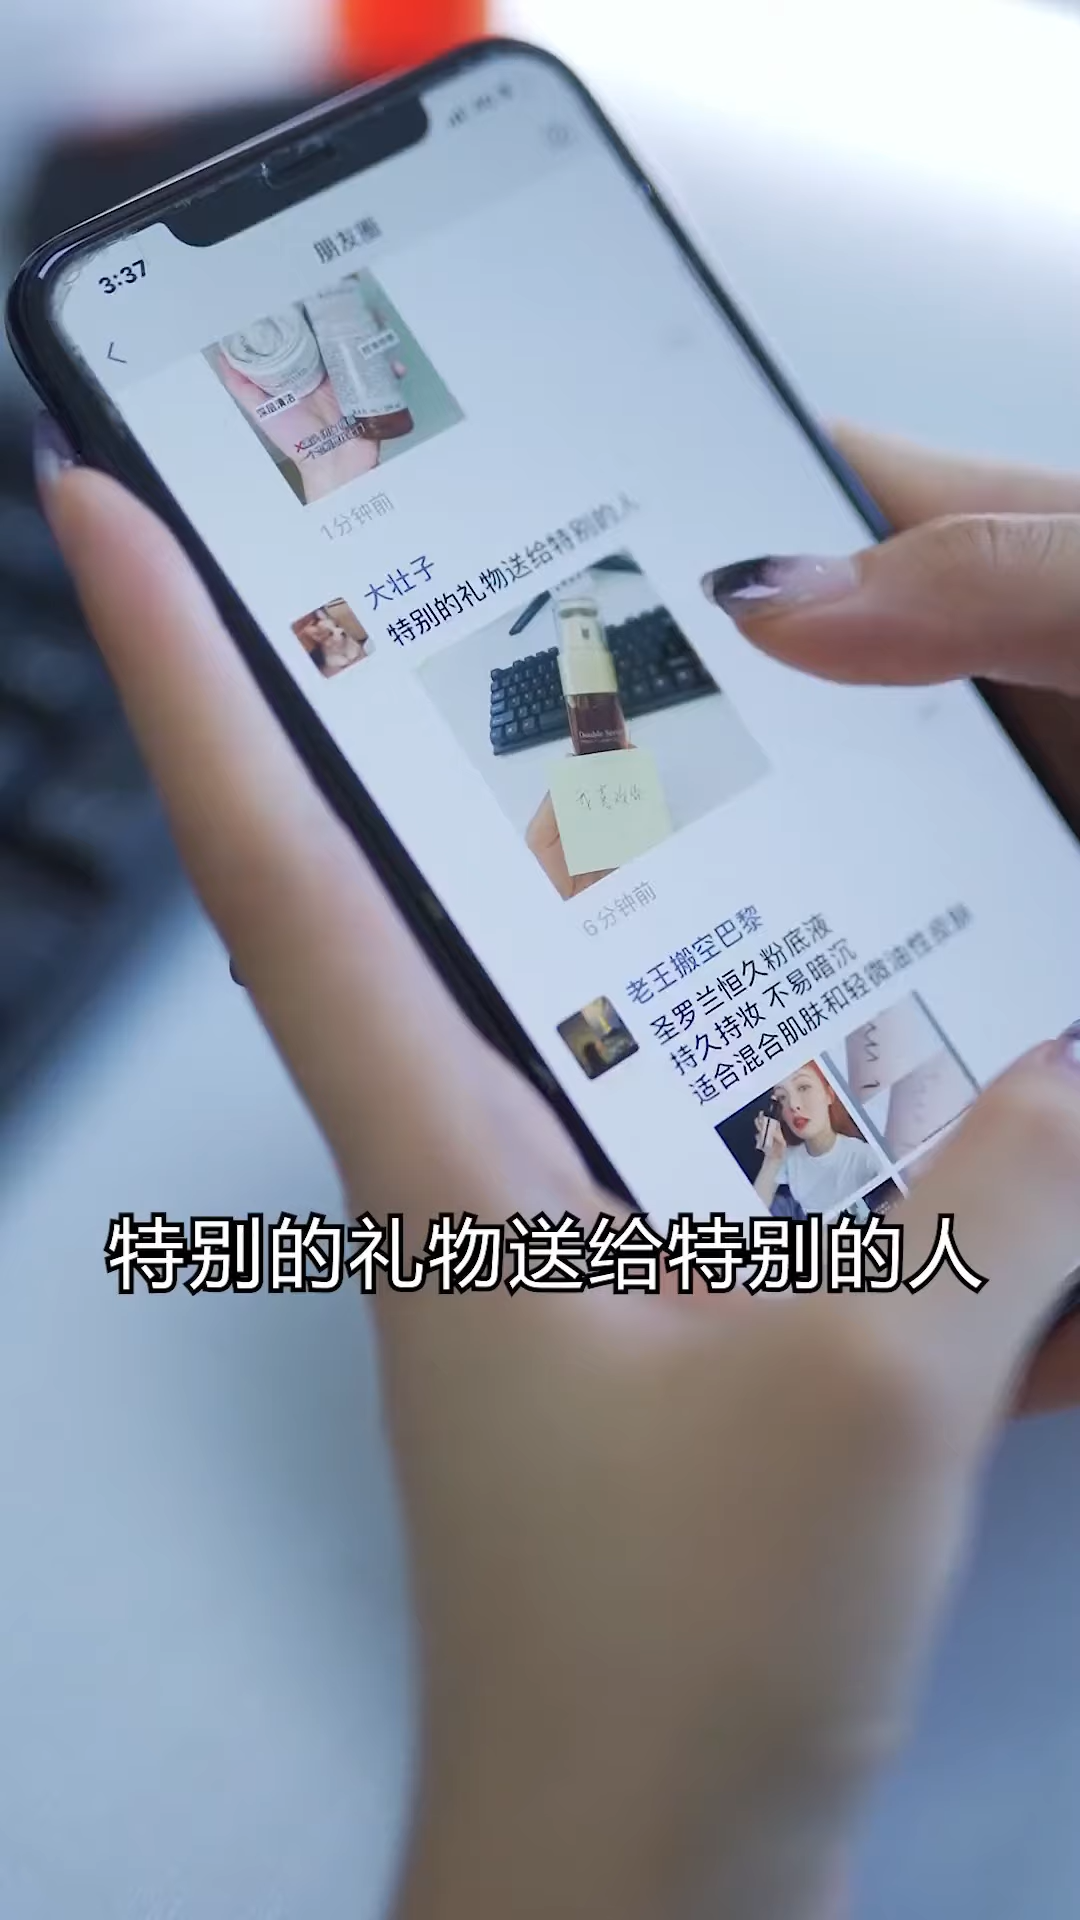 3:37
朋友圈
深层清洁
1分钟前
大壮子
特别的礼物送给特别的人
Double Serum
6分钟前
老王搬空巴黎
圣罗兰恒久粉底液
持久持妆 不易暗沉
适合混合肌肤和轻微油性皮肤
特别的礼物送给特别的人